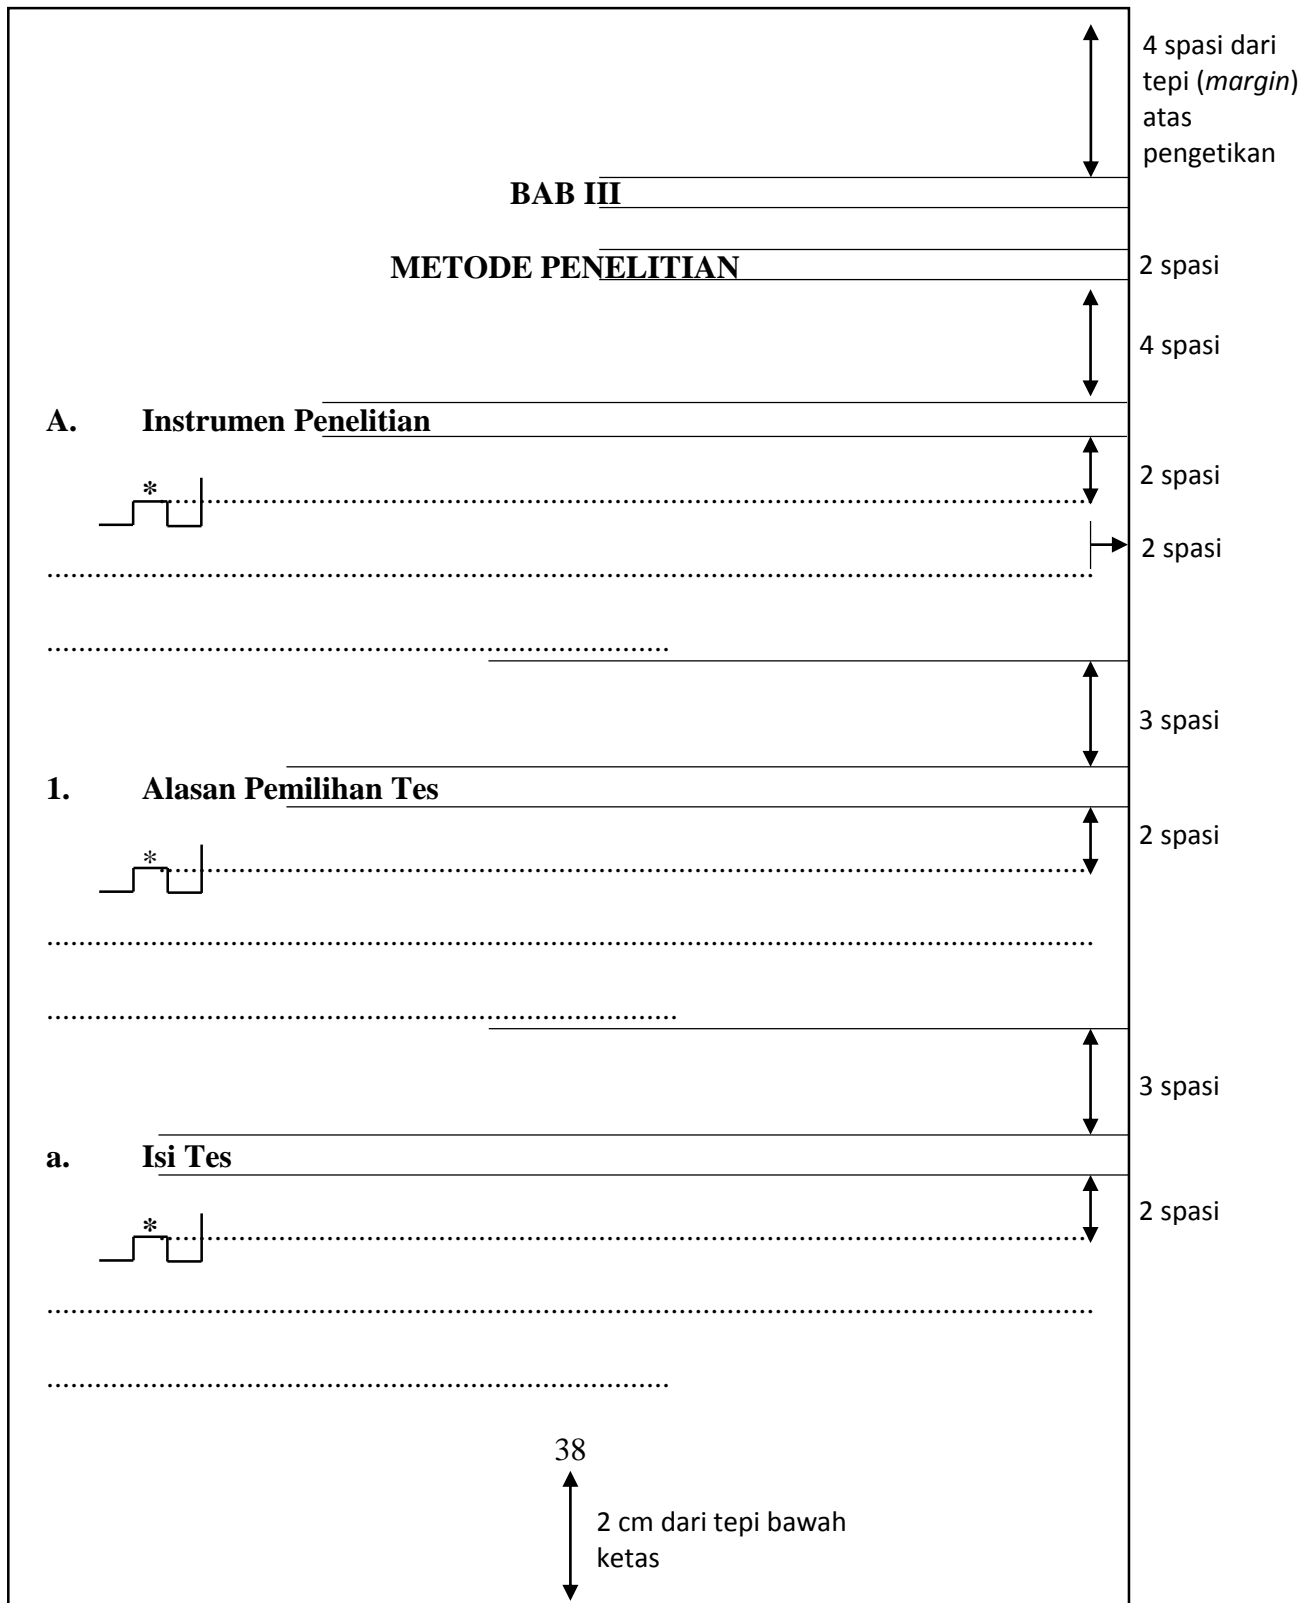 4 spasi dari
tepi (margin)
atas
pengetikan
BAB III
METODE PENELITIAN
2 spasi
4 spasi
A. Instrumen Penelitian
2 spasi
*........................................................................................................
2 spasi
........................................................................................................................
........................................................................
3 spasi
1. Alasan Pemilihan Tes
2 spasi
*........................................................................................................
........................................................................................................................
.........................................................................
3 spasi
a. Isi Tes
2 spasi
*........................................................................................................
........................................................................................................................
........................................................................
38
2 cm dari tepi bawah
ketas